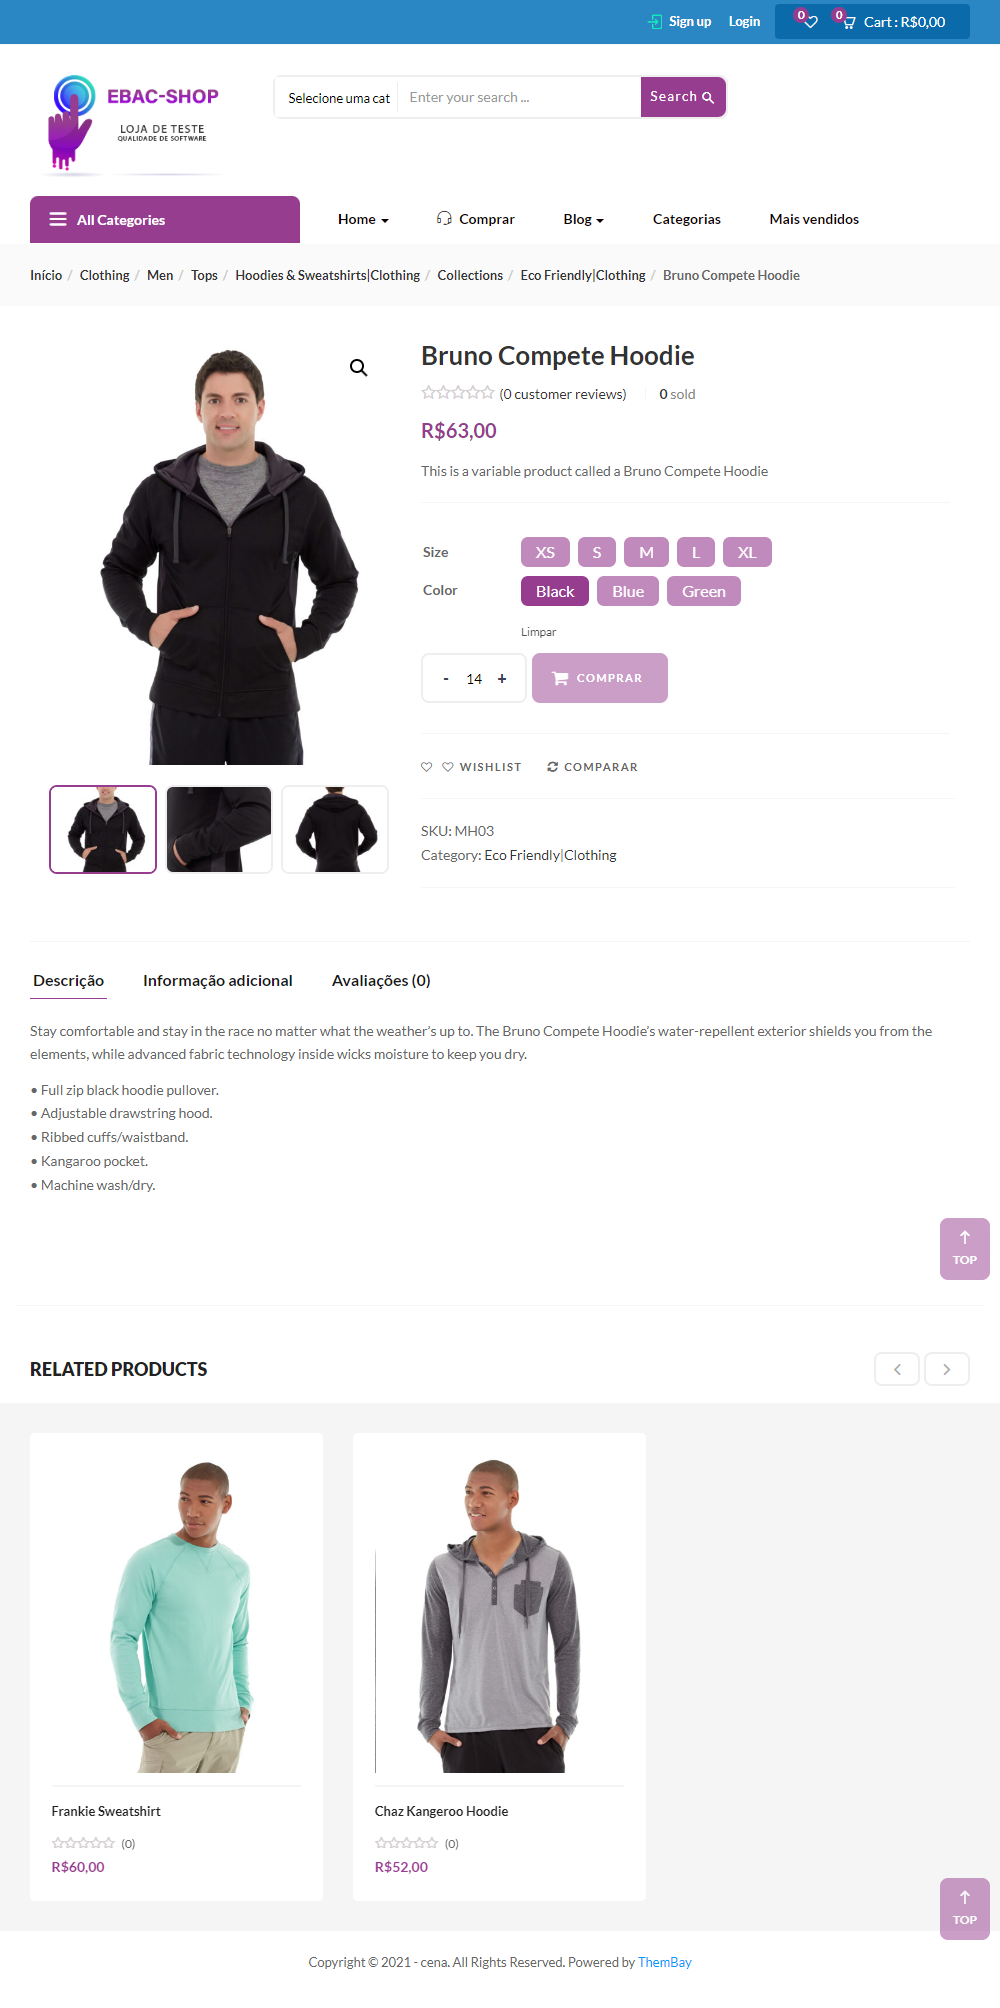 Sign up Login 0 0 Cart : R$0,00
EBAC-SHOP
LOJA DE TESTE
QUALIDADE DE SOFTWARE
Selecione uma cat Enter your search ... Search
All Categories Home Comprar Blog Categorias Mais vendidos
Início / Clothing / Men / Tops / Hoodies & Sweatshirts|Clothing / Collections / Eco Friendly|Clothing / Bruno Compete Hoodie
Bruno Compete Hoodie
(0 customer reviews) 0 sold
R$63,00
This is a variable product called a Bruno Compete Hoodie
Size XS S M L XL
Color Black Blue Green
Limpar
- 14 + COMPRAR
WISHLIST COMPARAR
SKU: MH03
Category: Eco Friendly|Clothing
Descrição Informação adicional Avaliações (0)
Stay comfortable and stay in the race no matter what the weather's up to. The Bruno Compete Hoodie's water-repellent exterior shields you from the
elements, while advanced fabric technology inside wicks moisture to keep you dry.
• Full zip black hoodie pullover.
• Adjustable drawstring hood.
• Ribbed cuffs/waistband.
• Kangaroo pocket.
• Machine wash/dry.
TOP
RELATED PRODUCTS
Frankie Sweatshirt
(0)
R$60,00
Chaz Kangeroo Hoodie
(0)
R$52,00
TOP
Copyright © 2021 - cena. All Rights Reserved. Powered by ThemBay